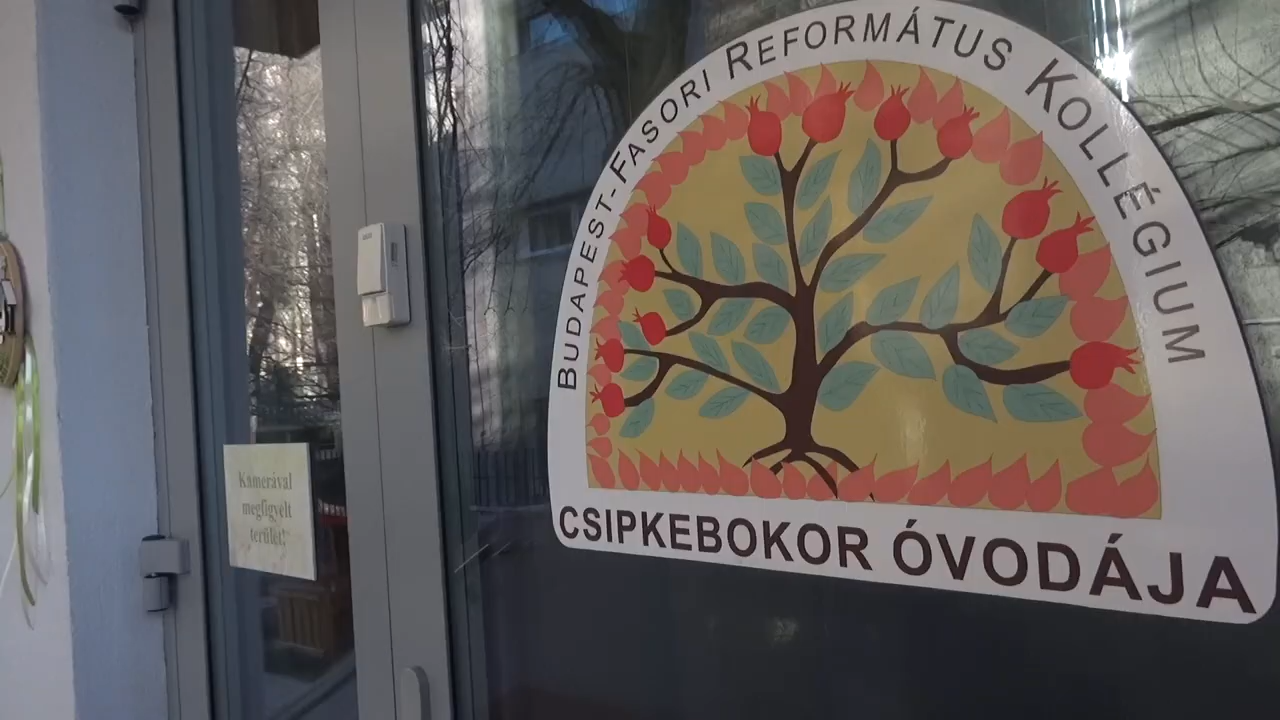 BUDAPEST-FASORI REFORMÁTUS KOLLÉGIUM
CSIPKEBOKOR ÓVODÁJA
Kamerával
megfigyelt
terület!